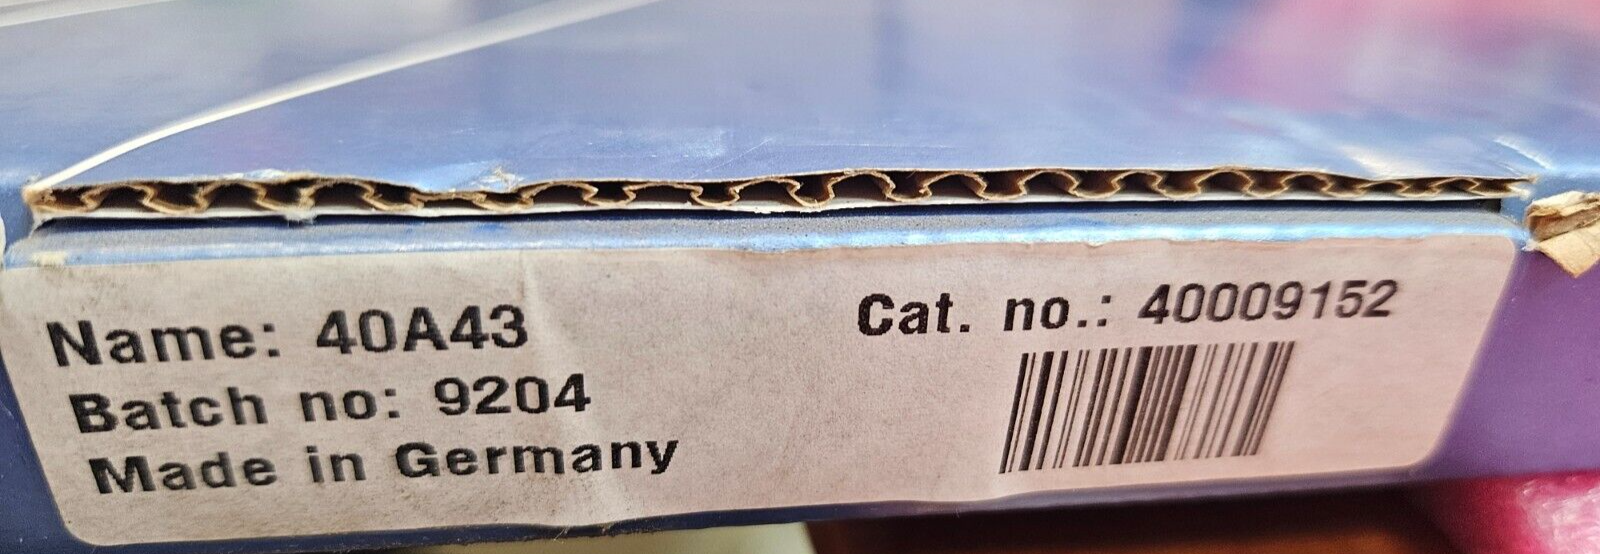 Name: 40A43
Cat. no.: 40009152
Batch no: 9204
Made in Germany